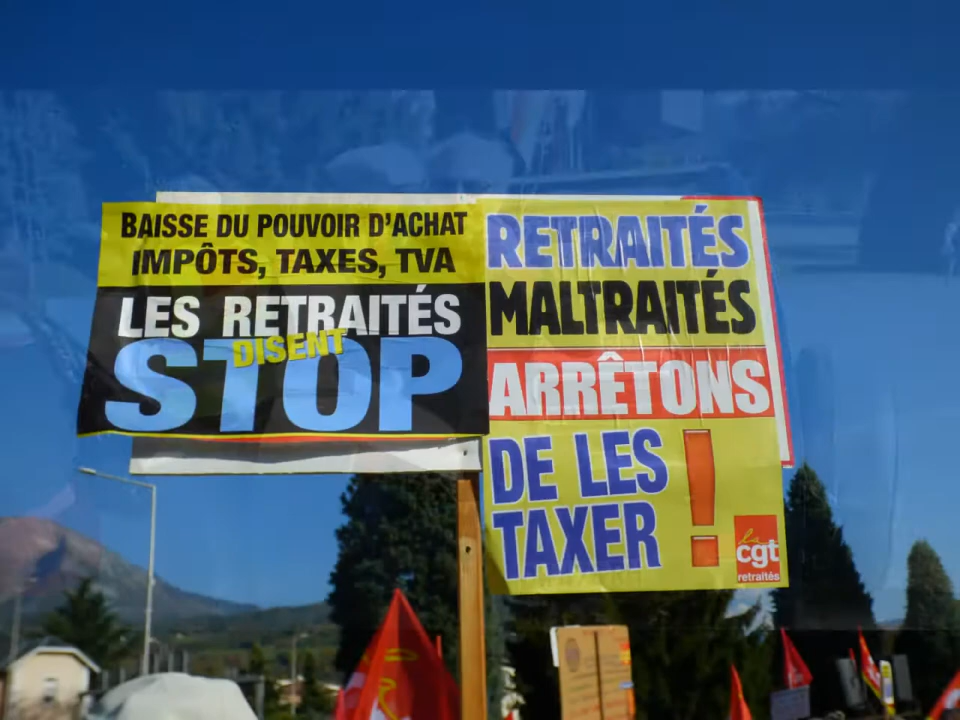 BAISSE DU POUVOIR D'ACHAT
IMPÔTS, TAXES, TVA
LES RETRAITÉS
DISENT
STOP
RETRAITÉS
MALTRAITÉS
ARRÊTONS
DE LES
TAXER !
la
cgt
retraités